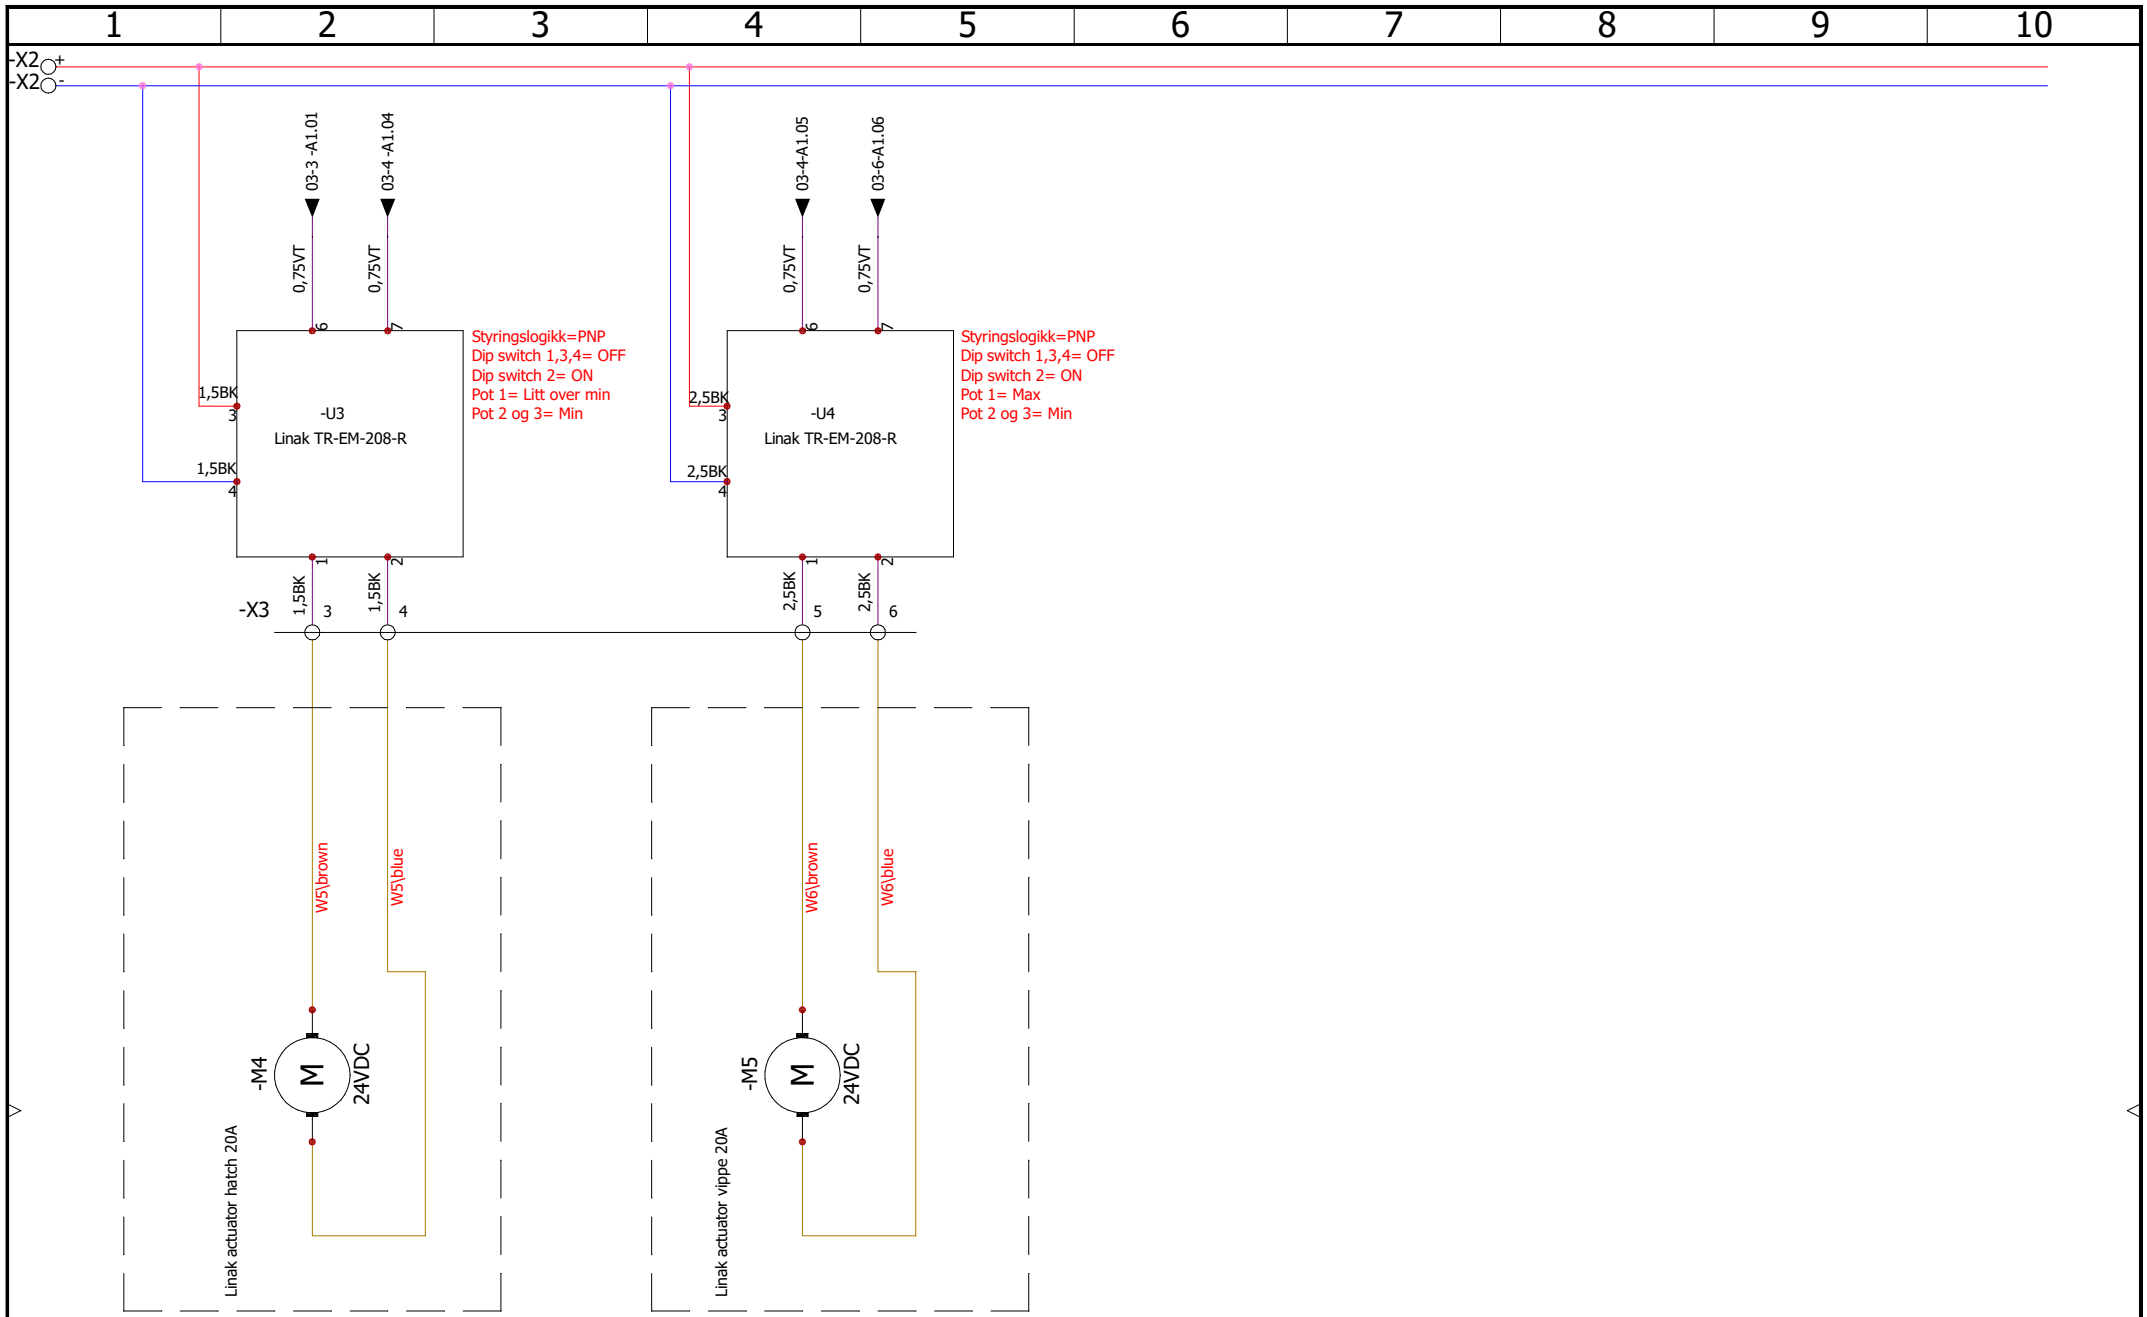 1 2 3 4 5 6 7 8 9 10
-X2 +
-X2 -
03-3 -A1.01
03-4 -A1.04
03-4-A1.05
03-6-A1.06
0,75VT
0,75VT
0,75VT
0,75VT
6 7
6 7
Styringslogikk=PNP
Dip switch 1,3,4= OFF
Dip switch 2= ON
Pot 1= Litt over min
Pot 2 og 3= Min
Styringslogikk=PNP
Dip switch 1,3,4= OFF
Dip switch 2= ON
Pot 1= Max
Pot 2 og 3= Min
1,5BK
3
-U3
Linak TR-EM-208-R
1,5BK
4
2,5BK
3
-U4
Linak TR-EM-208-R
2,5BK
4
1 2
1 2
1,5BK
1,5BK
2,5BK
2,5BK
-X3 3 4 5 6
W5\brown
W5\blue
W6\brown
W6\blue
-M4
M
24VDC
-M5
M
24VDC
Linak actuator hatch 20A
Linak actuator vippe 20A